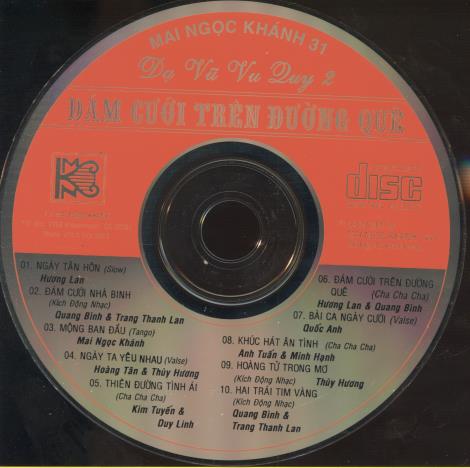 MAI NGỌC KHÁNH 31
Dạ Vũ Vu Quy 2
ĐÁM CƯỚI TRÊN ĐƯỜNG QUÊ
COMPACT
disc
01. NGÀY TÂN HÔN (Slow)
Hương Lan
02. ĐÁM CƯỚI NHÀ BINH
(Kích Động Nhạc)
Quang Bình & Trang Thanh Lan
03. MỘNG BAN ĐẦU (Tango)
Mai Ngọc Khánh
04. NGÀY TA YÊU NHAU (Valse)
Hoàng Tân & Thúy Hương
05. THIÊN ĐƯỜNG TÌNH ÁI
(Cha Cha Cha)
Kim Tuyến &
Duy Linh
06. ĐÁM CƯỚI TRÊN ĐƯỜNG
QUÊ (Cha Cha Cha)
Hương Lan & Quang Bình
07. BÀI CA NGÀY CƯỚI (Valse)
Quốc Anh
08. KHÚC HÁT ÂN TÌNH (Cha Cha Cha)
Anh Tuấn & Minh Hạnh
09. HOÀNG TỬ TRONG MƠ
(Kích Động Nhạc) Thúy Hương
10. HAI TRÁI TIM VÀNG
(Kích Động Nhạc)
Quang Bình &
Trang Thanh Lan